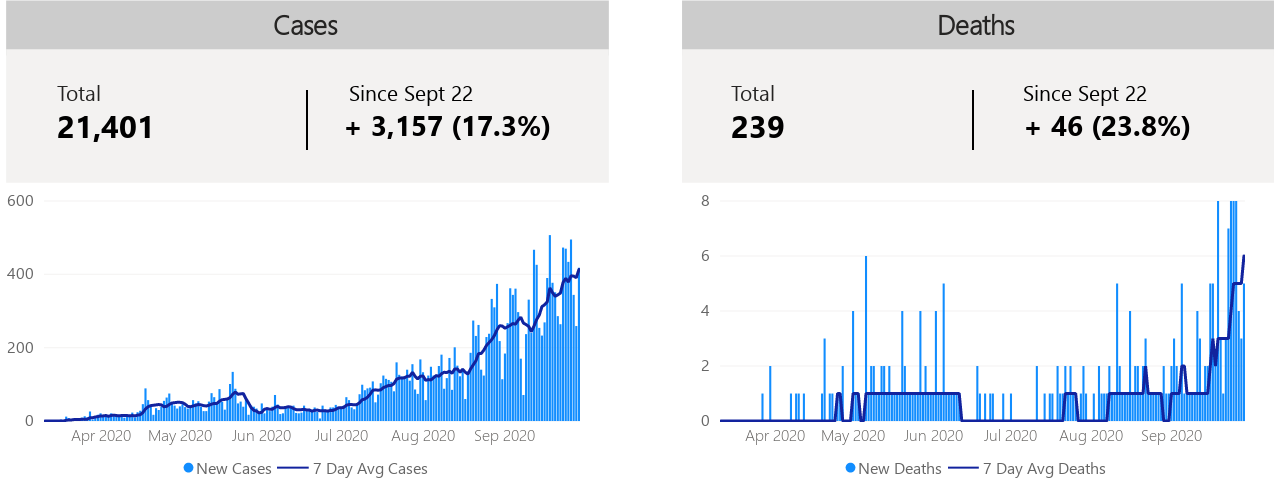 Cases
Total
21,401
Since Sept 22
+ 3,157 (17.3%)
600
400
200
0
Apr 2020 May 2020 Jun 2020 Jul 2020 Aug 2020 Sep 2020
New Cases 7 Day Avg Cases
Deaths
Total
239
Since Sept 22
+ 46 (23.8%)
8
6
4
2
0
Apr 2020 May 2020 Jun 2020 Jul 2020 Aug 2020 Sep 2020
New Deaths 7 Day Avg Deaths